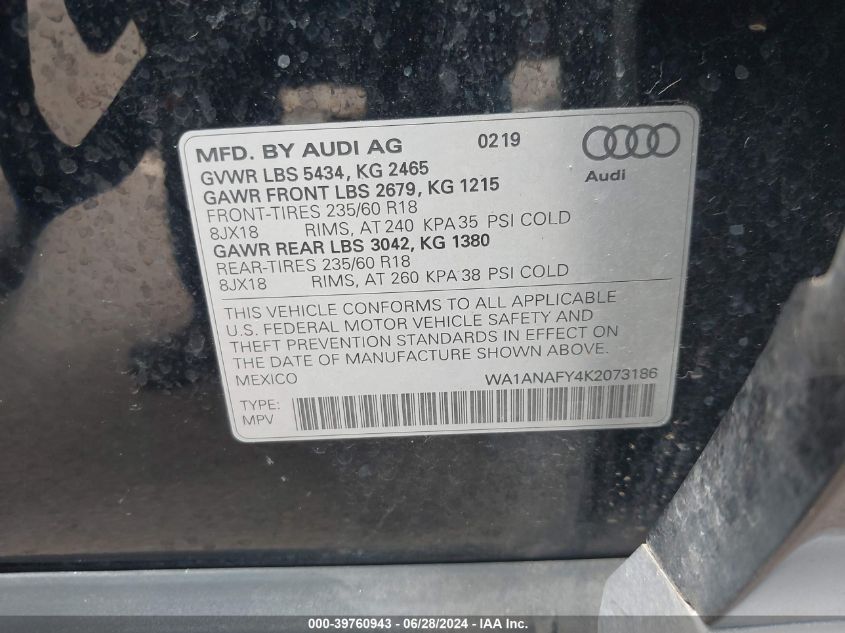 MFD. BY AUDI AG 0219
GVWR LBS 5434, KG 2465
Audi
GAWR FRONT LBS 2679, KG 1215
FRONT-TIRES 235/60 R18
8JX18 RIMS, AT 240 KPA 35 PSI COLD
GAWR REAR LBS 3042, KG 1380
REAR-TIRES 235/60 R18
8JX18 RIMS, AT 260 KPA 38 PSI COLD
THIS VEHICLE CONFORMS TO ALL APPLICABLE
U.S. FEDERAL MOTOR VEHICLE SAFETY AND
THEFT PREVENTION STANDARDS IN EFFECT ON
THE DATE OF MANUFACTURE SHOWN ABOVE.
MEXICO WA1ANAFY4K2073186
TYPE:
MPV
000-39760943 - 06/28/2024 - IAA Inc.